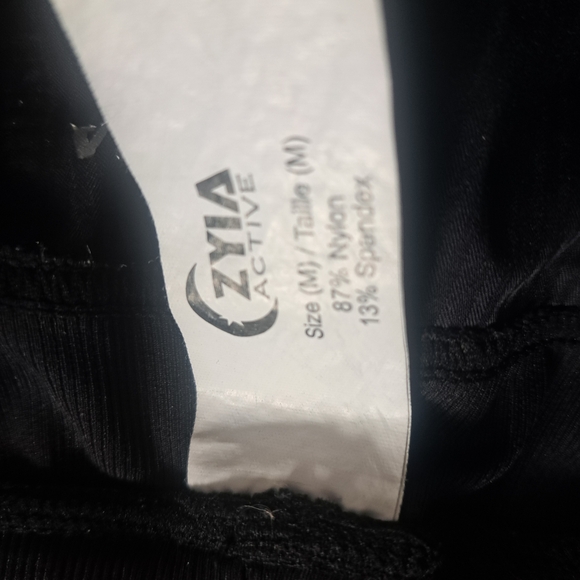 ZYIA
ACTIVE
Size (M) / Taille (M)
87% Nylon
13% Spandex